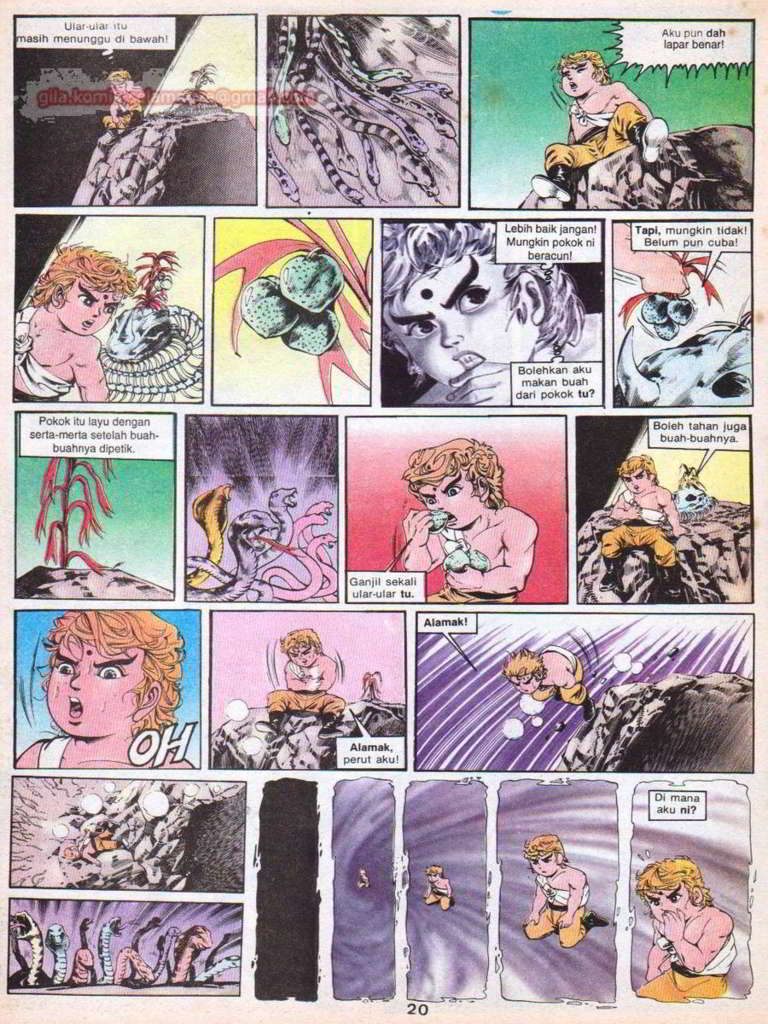 Ular-ular itu
masih menunggu di bawah!
Aku pun dah
lapar benar!
Lebih baik jangan!
Mungkin pokok ni
beracun!
Bolehkan aku
makan buah
dari pokok tu?
Tapi, mungkin tidak!
Belum pun cuba!
Pokok itu layu dengan
serta-merta setelah buah-
buahnya dipetik.
Ganjil sekali
ular-ular tu.
Boleh tahan juga
buah-buahnya.
OH
Alamak,
perut aku!
Alamak!
Di mana
aku ni?
20